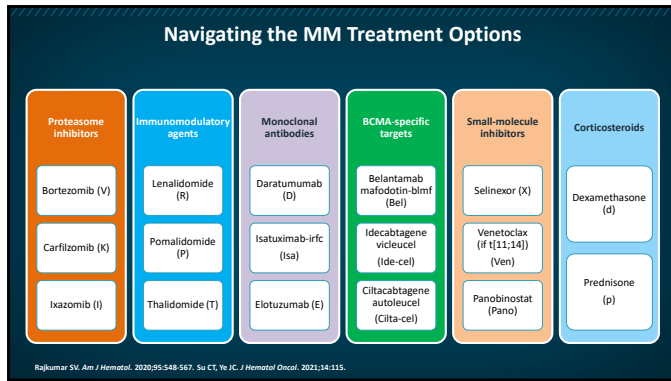 Navigating the MM Treatment Options
Proteasome
inhibitors
Bortezomib (V)
Carfilzomib (K)
Ixazomib (I)
Immunomodulatory
agents
Lenalidomide
(R)
Pomalidomide
(P)
Thalidomide (T)
Monoclonal
antibodies
Daratumumab
(D)
Isatuximab-irfc
(Isa)
Elotuzumab (E)
BCMA-specific
targets
Belantamab
mafodotin-blmf
(Bel)
Idecabtagene
vicleucel
(Ide-cel)
Ciltacabtagene
autoleucel
(Cilta-cel)
Small-molecule
inhibitors
Selinexor (X)
Venetoclax
(if t[11;14])
(Ven)
Panobinostat
(Pano)
Corticosteroids
Dexamethasone
(d)
Prednisone
(p)
Rajkumar SV. Am J Hematol. 2020;95:548-567. Su CT, Ye JC. J Hematol Oncol. 2021;14:115.